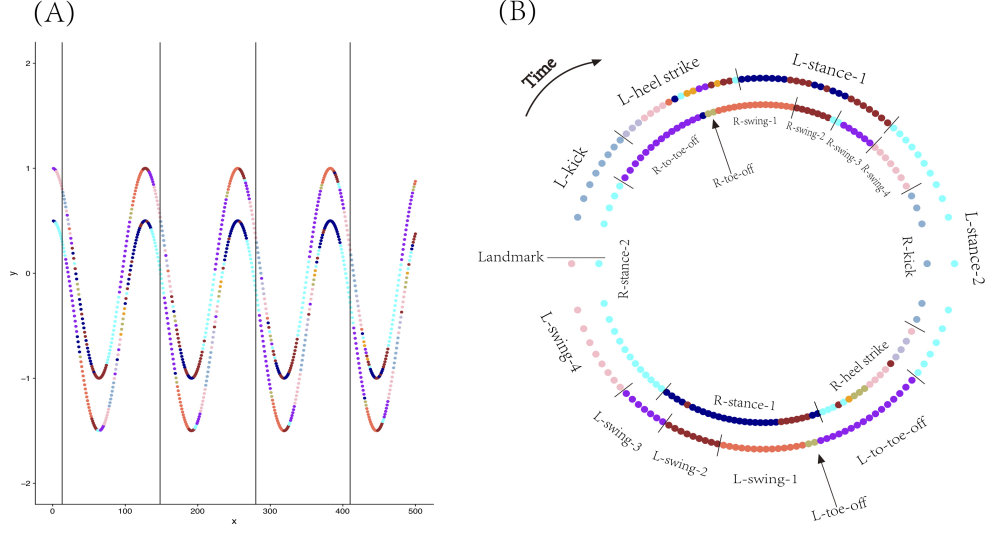 (A)
(B)
2
1
0
−1
−2
y
0
100
200
300
400
500
x
Time
L-kick
L-heel strike
L-stance-1
L-stance-2
R-to-toe-off
R-toe-off
R-swing-1
R-swing-2
R-swing-3
R-swing-4
R-kick
Landmark
R-stance-2
R-heel strike
R-stance-1
L-swing-4
L-swing-3
L-swing-2
L-swing-1
L-to-toe-off
L-toe-off